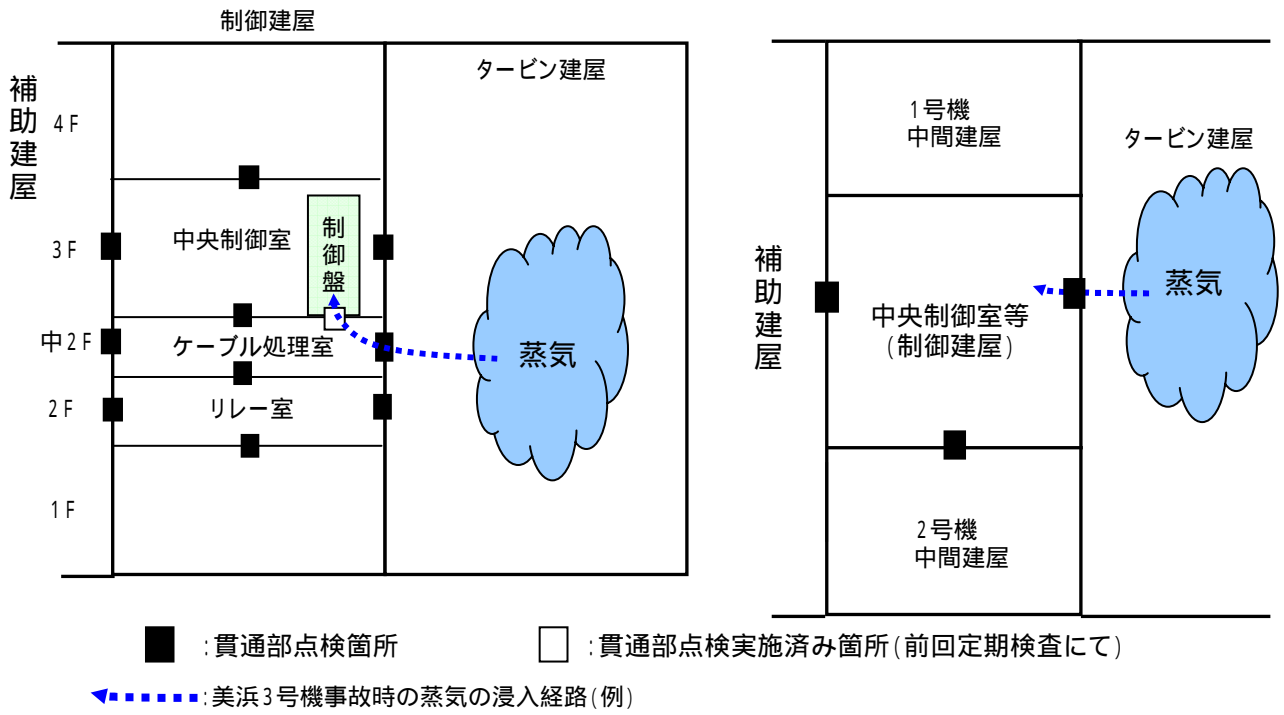 制御建屋
補助建屋
タービン建屋
4F
3F
中央制御室
制御盤
中2F
ケーブル処理室
蒸気
2F
リレー室
1F
1号機
中間建屋
タービン建屋
補助建屋
蒸気
中央制御室等
(制御建屋)
2号機
中間建屋
:貫通部点検箇所
:貫通部点検実施済み箇所(前回定期検査にて)
:美浜3号機事故時の蒸気の浸入経路(例)